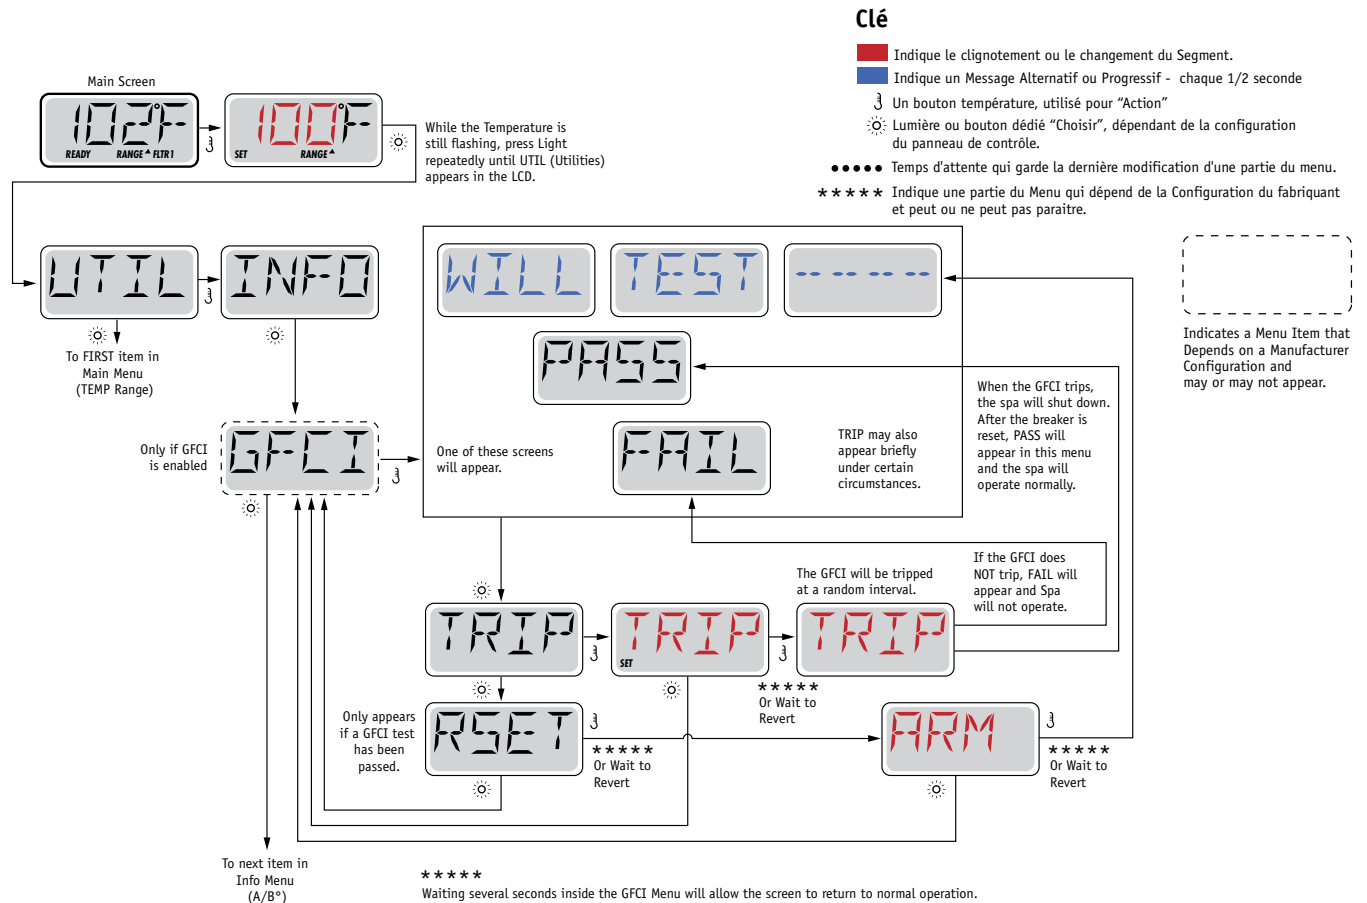 Clé
Indique le clignotement ou le changement du Segment.
Indique un Message Alternatif ou Progressif - chaque 1/2 seconde
Un bouton température, utilisé pour “Action”
Lumière ou bouton dédié “Choisir”, dépendant de la configuration
du panneau de contrôle.
••••• Temps d'attente qui garde la dernière modification d'une partie du menu.
***** Indique une partie du Menu qui dépend de la Configuration du fabriquant
et peut ou ne peut pas paraitre.
Indicates a Menu Item that
Depends on a Manufacturer
Configuration and
may or may not appear.
Main Screen
102°F
READY RANGE FLTR1
100°F
SET RANGE
While the Temperature is
still flashing, press Light
repeatedly until UTIL (Utilities)
appears in the LCD.
UTIL
INFO
To FIRST item in
Main Menu
(TEMP Range)
WILL
TEST
-- -- -- --
PASS
FAIL
Only if GFCI
is enabled
GFCI
One of these screens
will appear.
TRIP may also
appear briefly
under certain
circumstances.
When the GFCI trips,
the spa will shut down.
After the breaker is
reset, PASS will
appear in this menu
and the spa will
operate normally.
If the GFCI does
NOT trip, FAIL will
appear and Spa
will not operate.
The GFCI will be tripped
at a random interval.
TRIP
TRIP
SET
TRIP
*****
Or Wait to
Revert
Only appears
if a GFCI test
has been
passed.
RSET
*****
Or Wait to
Revert
ARM
*****
Or Wait to
Revert
To next item in
Info Menu
(A/B°)
*****
Waiting several seconds inside the GFCI Menu will allow the screen to return to normal operation.